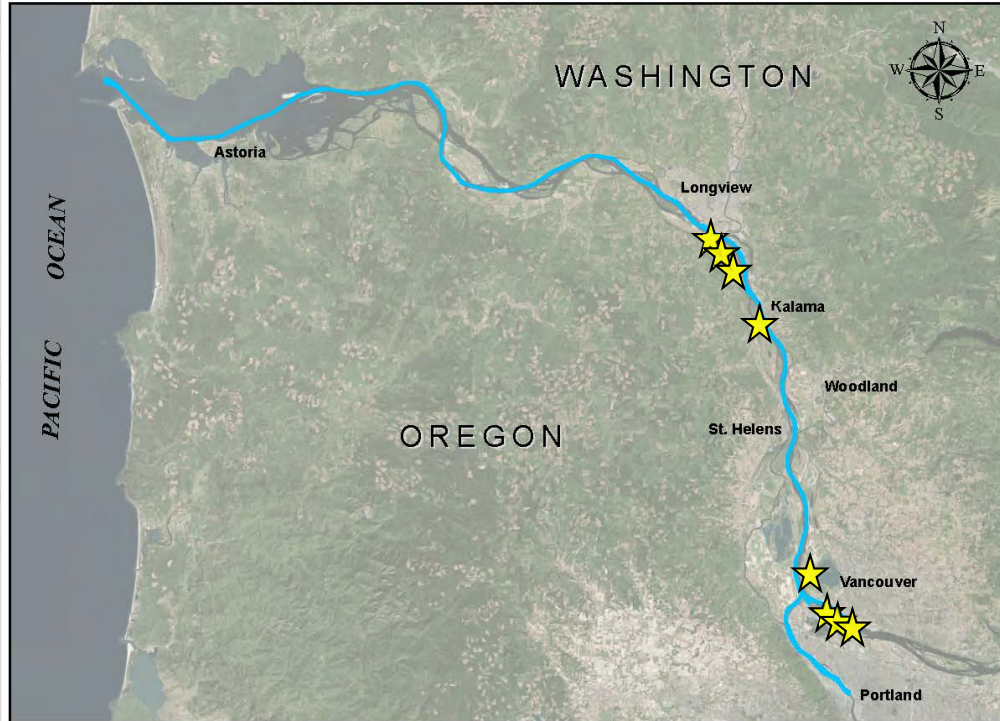 N
W E
S
WASHINGTON
Astoria
Longview
PACIFIC OCEAN
Kalama
Woodland
OREGON
St. Helens
Vancouver
Portland